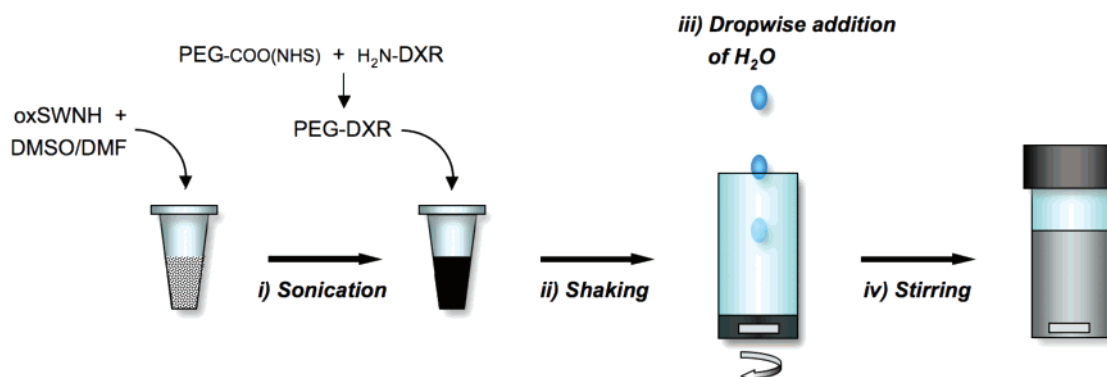 PEG-COO(NHS) + H₂N-DXR
PEG-DXR
oxSWNH +
DMSO/DMF
i) Sonication
ii) Shaking
iii) Dropwise addition
of H₂O
iv) Stirring